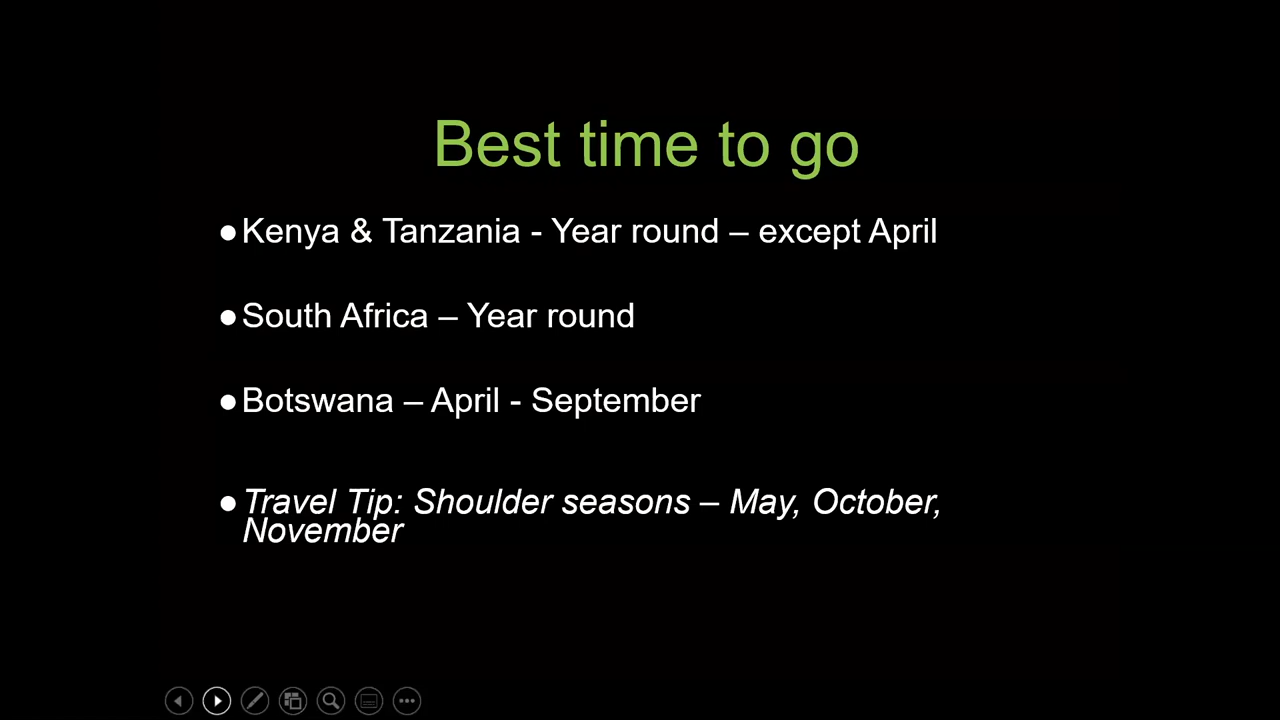 Best time to go
●Kenya & Tanzania - Year round – except April
●South Africa – Year round
●Botswana – April - September
●Travel Tip: Shoulder seasons – May, October,
November